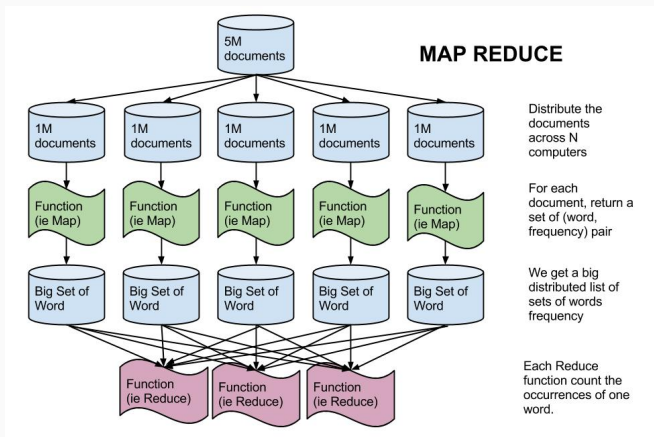 5M
documents
MAP REDUCE
1M
documents
1M
documents
1M
documents
1M
documents
1M
documents
Distribute the
documents
across N
computers
Function
(ie Map)
Function
(ie Map)
Function
(ie Map)
Function
(ie Map)
Function
(ie Map)
For each
document, return a
set of (word,
frequency) pair
Big Set of
Word
Big Set of
Word
Big Set of
Word
Big Set of
Word
Big Set of
Word
We get a big
distributed list of
sets of words
frequency
Function
(ie Reduce)
Function
(ie Reduce)
Function
(ie Reduce)
Each Reduce
function count the
occurrences of one
word.